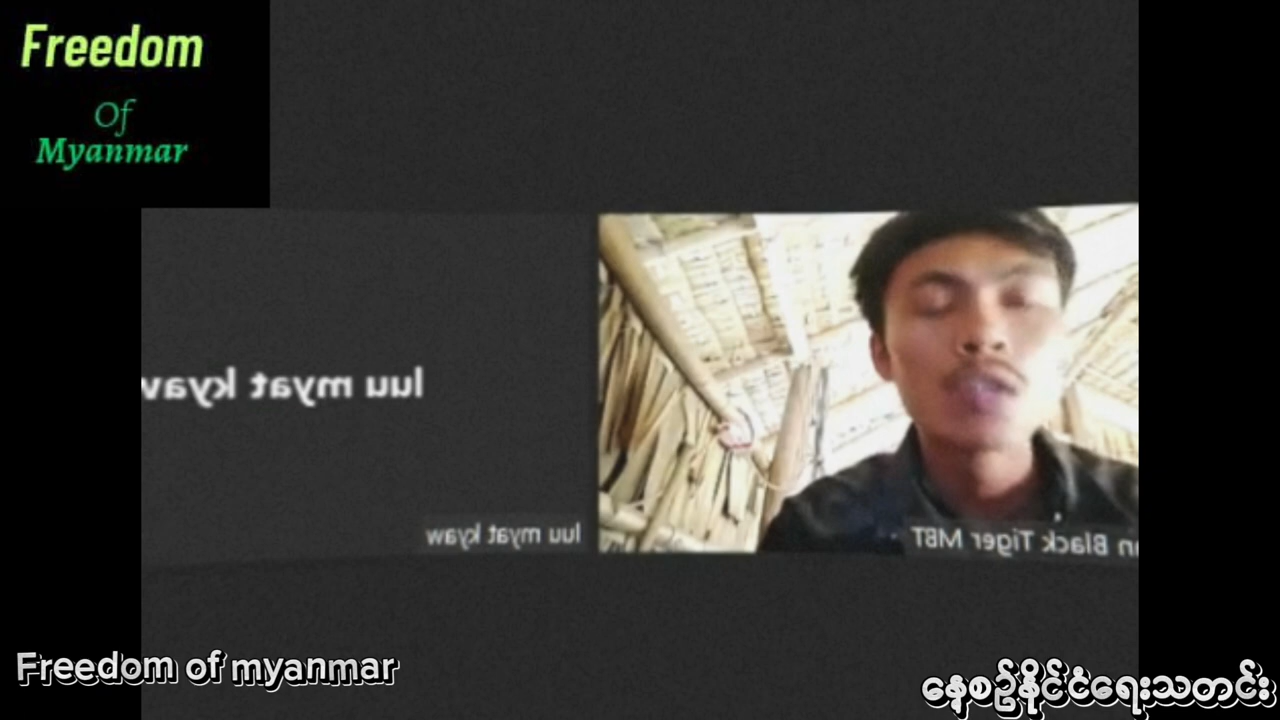 Freedom
Of
Myanmar
luu myat kyaw
luu myat kyaw
n Black Tiger MBT
Freedom of myanmar
နေ့စဉ်နိုင်ငံရေးသတင်း